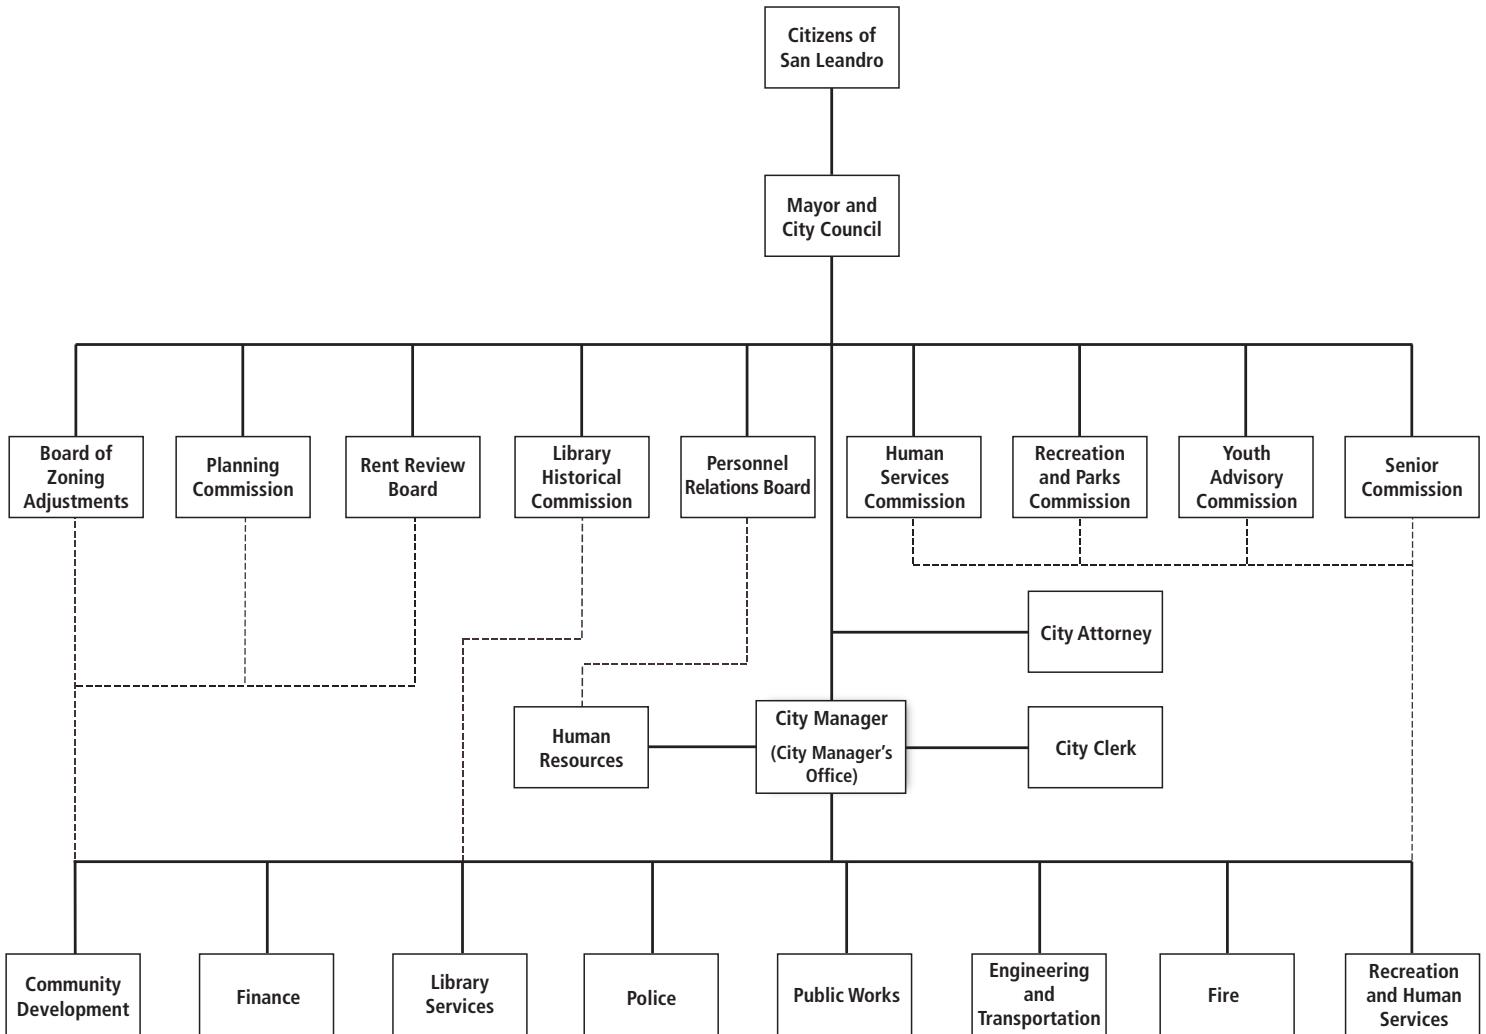 Citizens of
San Leandro
Mayor and
City Council
Board of
Zoning
Adjustments
Planning
Commission
Rent Review
Board
Library
Historical
Commission
Personnel
Relations Board
Human
Services
Commission
Recreation
and Parks
Commission
Youth
Advisory
Commission
Senior
Commission
City Attorney
Human
Resources
City Manager
(City Manager’s
Office)
City Clerk
Community
Development
Finance
Library
Services
Police
Public Works
Engineering
and
Transportation
Fire
Recreation
and Human
Services